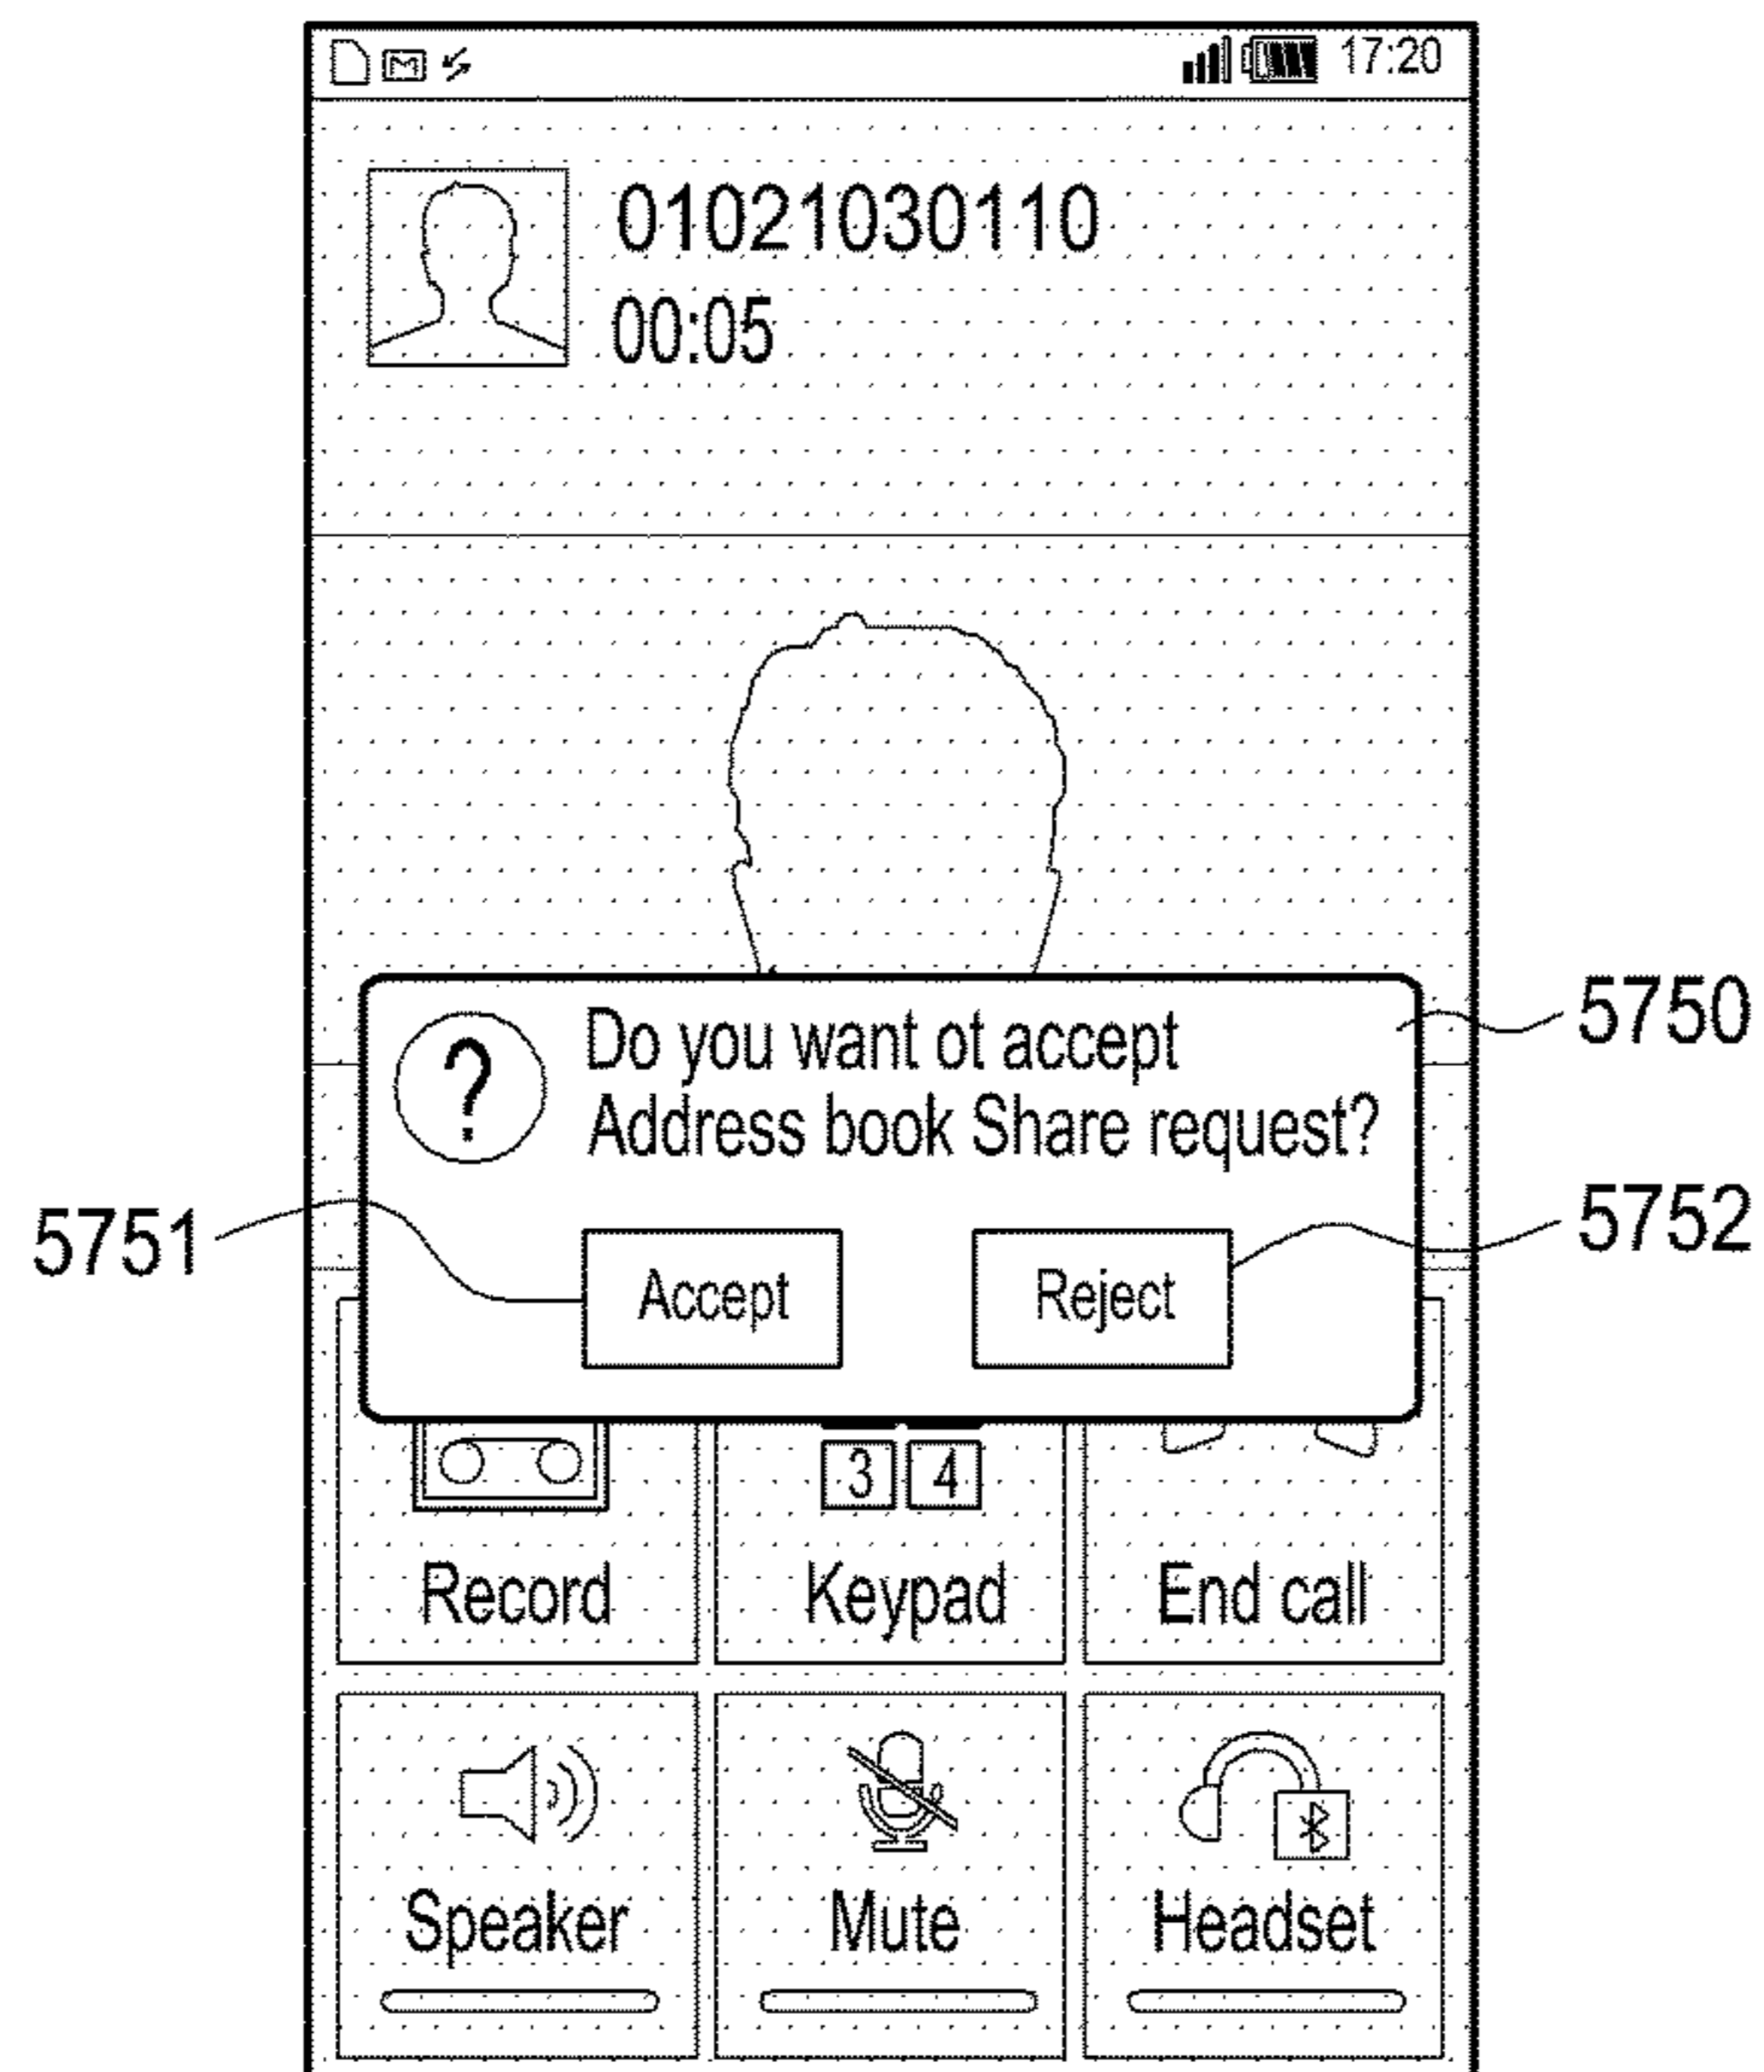 17:20
01021030110
00:05
Do you want ot accept
Address book Share request?
5750
5751
5752
Accept
Reject
3 4
Record
Keypad
End call
Speaker
Mute
Headset